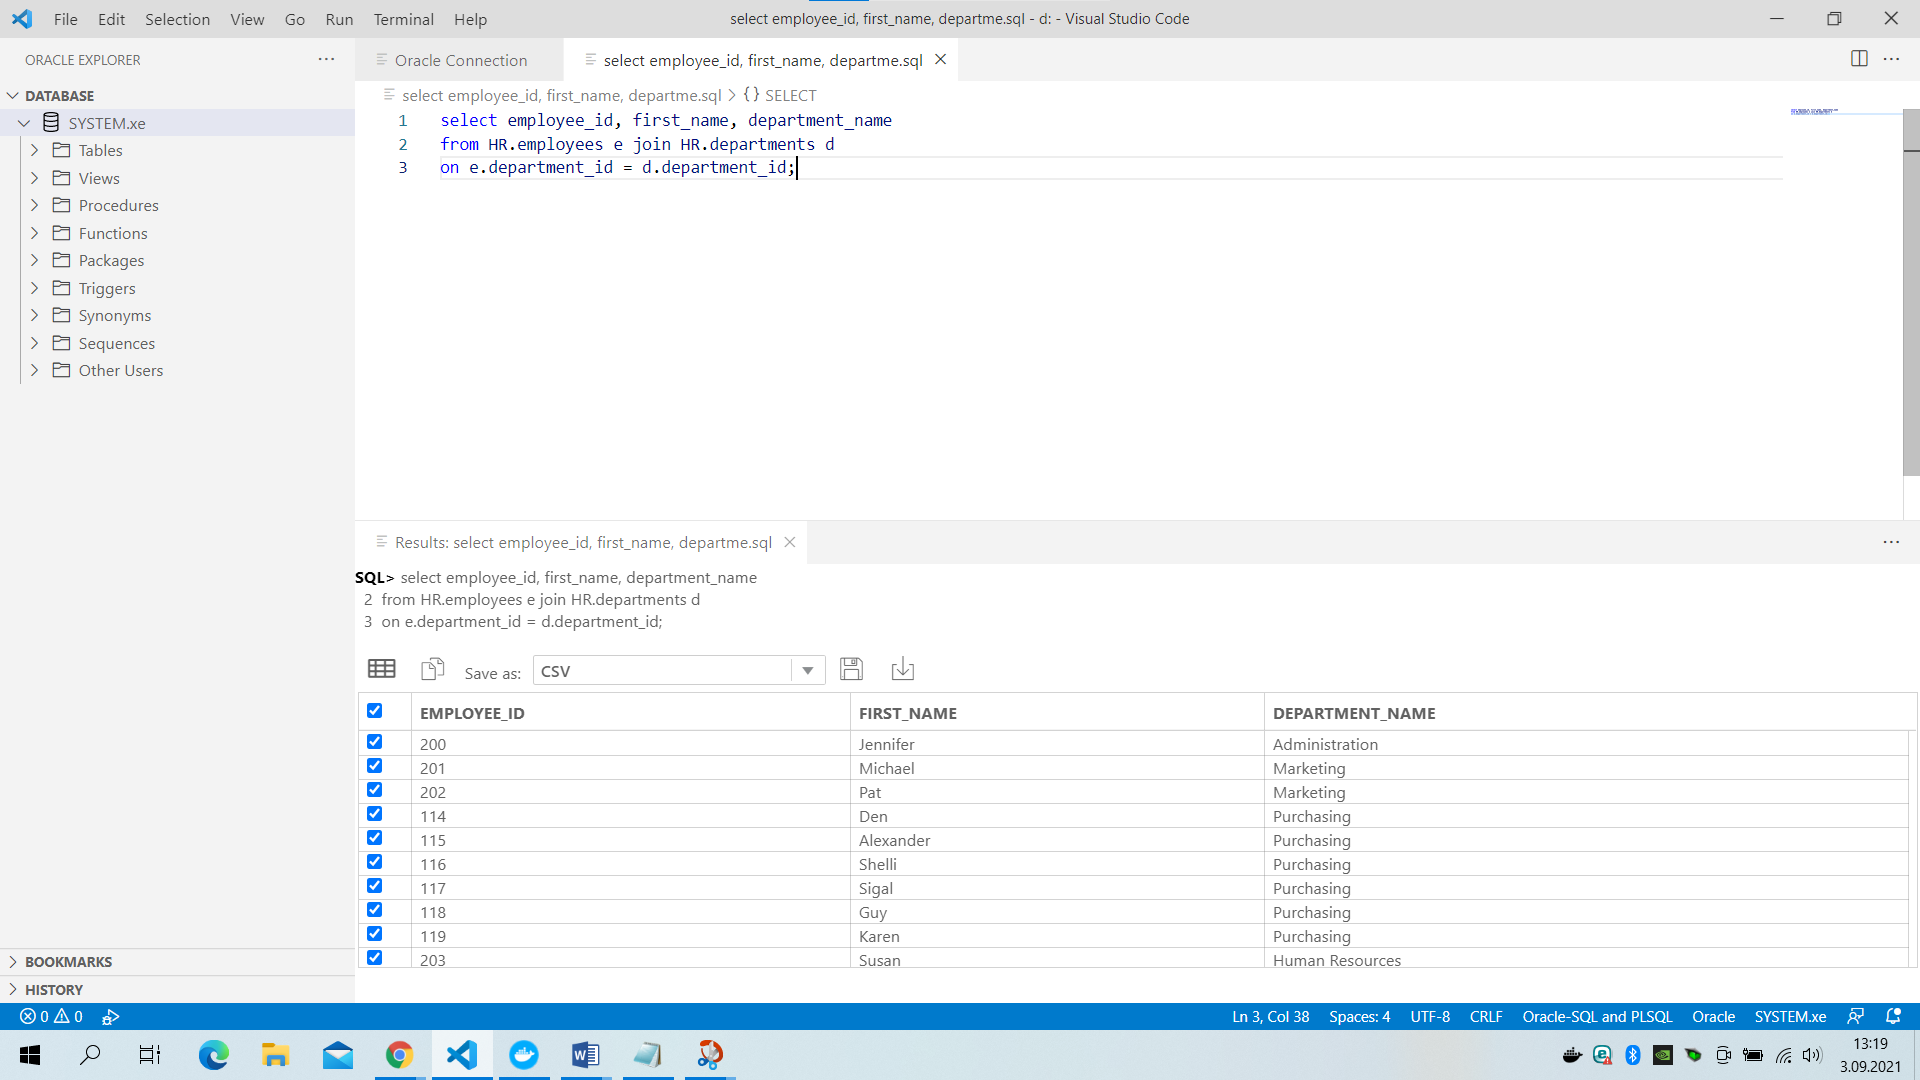 File Edit Selection View Go Run Terminal Help
select employee_id, first_name, departme.sql - d: - Visual Studio Code
ORACLE EXPLORER
DATABASE
SYSTEM.xe
Tables
Views
Procedures
Functions
Packages
Triggers
Synonyms
Sequences
Other Users
BOOKMARKS
HISTORY
Oracle Connection
select employee_id, first_name, departme.sql
select employee_id, first_name, departme.sql > {} SELECT
1 select employee_id, first_name, department_name
2 from HR.employees e join HR.departments d
3 on e.department_id = d.department_id;
Results: select employee_id, first_name, departme.sql
SQL> select employee_id, first_name, department_name
2 from HR.employees e join HR.departments d
3 on e.department_id = d.department_id;
Save as: CSV
EMPLOYEE_ID FIRST_NAME DEPARTMENT_NAME
200 Jennifer Administration
201 Michael Marketing
202 Pat Marketing
114 Den Purchasing
115 Alexander Purchasing
116 Shelli Purchasing
117 Sigal Purchasing
118 Guy Purchasing
119 Karen Purchasing
203 Susan Human Resources
0 0
Ln 3, Col 38 Spaces: 4 UTF-8 CRLF Oracle-SQL and PLSQL Oracle SYSTEM.xe
13:19
3.09.2021